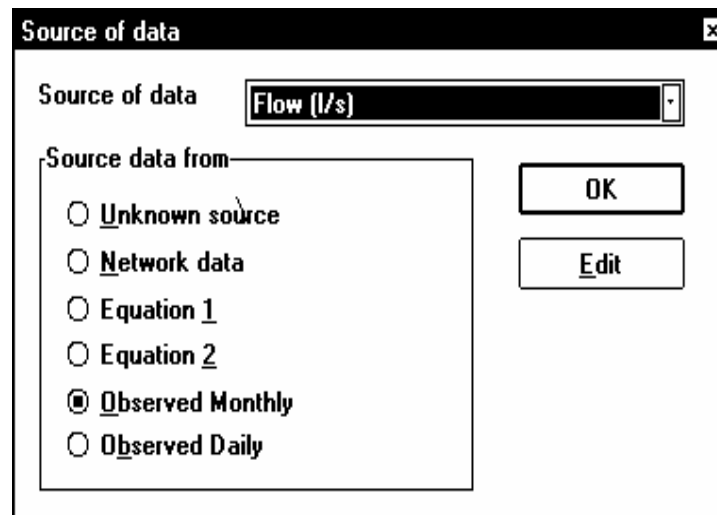 Source of data
Source of data Flow (l/s)
Source data from
Unknown source
Network data
Equation 1
Equation 2
Observed Monthly
Observed Daily
OK
Edit